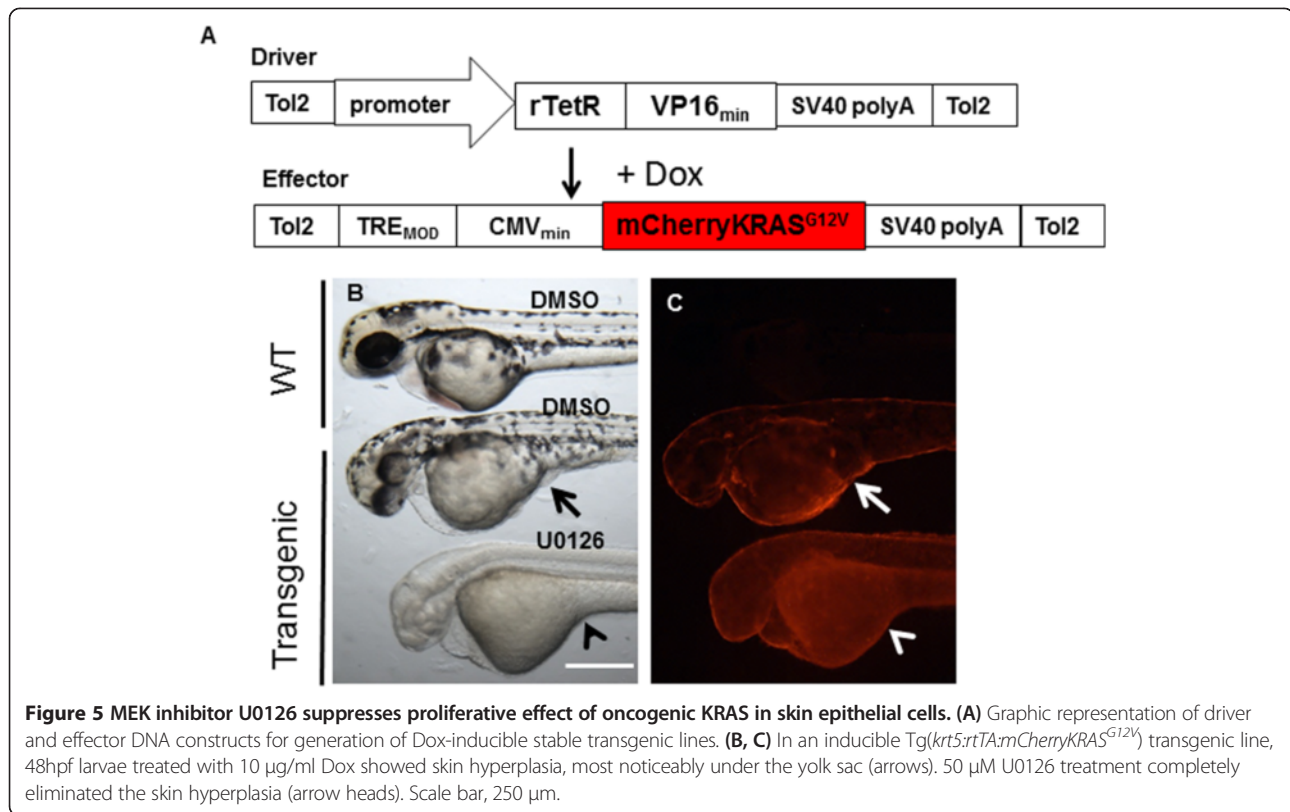 A
Driver
Tol2 promoter rTetR VP16min SV40 polyA Tol2
+ Dox
Effector
Tol2 TREMOD CMVmin mCherryKRASG12V SV40 polyA Tol2
WT
Transgenic
B
DMSO
DMSO
U0126
C
Figure 5 MEK inhibitor U0126 suppresses proliferative effect of oncogenic KRAS in skin epithelial cells. (A) Graphic representation of driver
and effector DNA constructs for generation of Dox-inducible stable transgenic lines. (B, C) In an inducible Tg(krt5:rtTA:mCherryKRASG12V) transgenic line,
48hpf larvae treated with 10 μg/ml Dox showed skin hyperplasia, most noticeably under the yolk sac (arrows). 50 μM U0126 treatment completely
eliminated the skin hyperplasia (arrow heads). Scale bar, 250 μm.